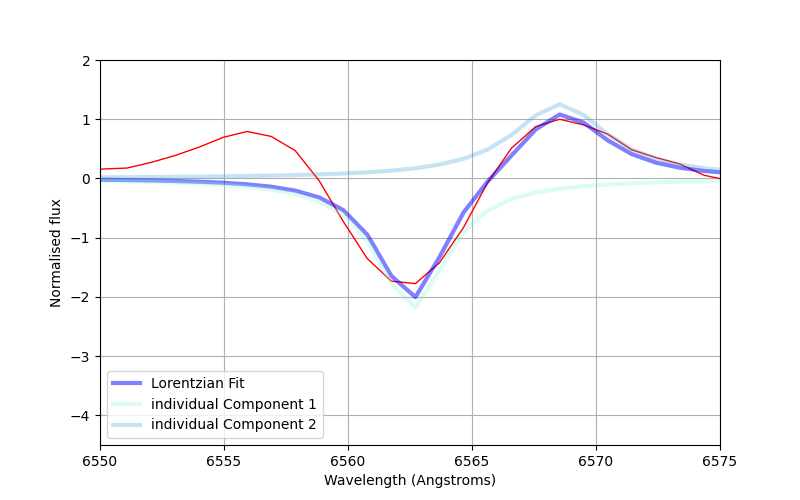 2
1
0
−1
−2
−3
−4
Normalised flux
Lorentzian Fit
individual Component 1
individual Component 2
6550 6555 6560 6565 6570 6575
Wavelength (Angstroms)